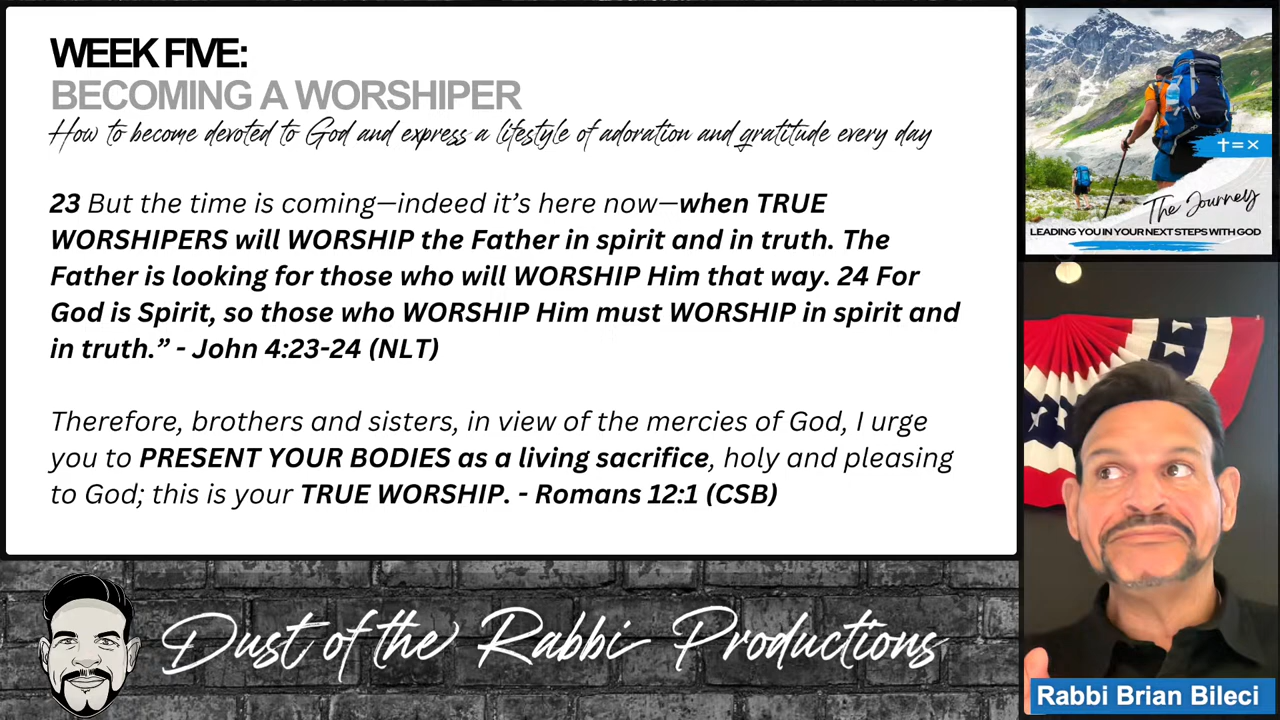 WEEK FIVE:
BECOMING A WORSHIPER
How to become devoted to God and express a lifestyle of adoration and gratitude every day
23 But the time is coming—indeed it’s here now—when TRUE
WORSHIPERS will WORSHIP the Father in spirit and in truth. The
Father is looking for those who will WORSHIP Him that way. 24 For
God is Spirit, so those who WORSHIP Him must WORSHIP in spirit and
in truth.” - John 4:23-24 (NLT)
Therefore, brothers and sisters, in view of the mercies of God, I urge
you to PRESENT YOUR BODIES as a living sacrifice, holy and pleasing
to God; this is your TRUE WORSHIP. - Romans 12:1 (CSB)
†=×
The Journey
LEADING YOU IN YOUR NEXT STEPS WITH GOD
Dust of the Rabbi Productions
Rabbi Brian Bileci